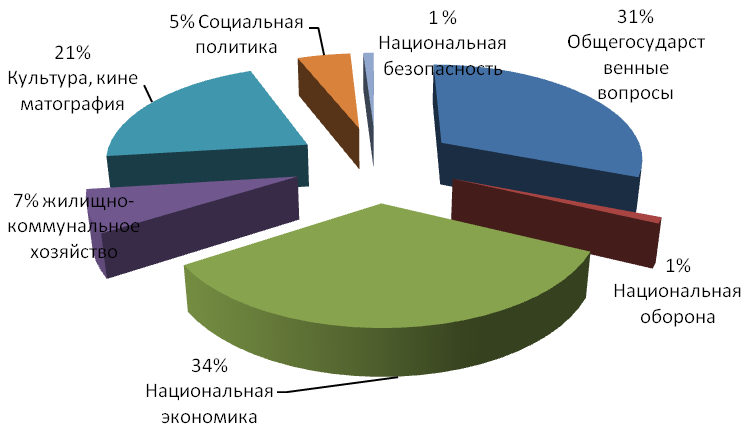 5% Социальная
политика
1 %
Национальная
безопасность
31%
Общегосударст
венные
вопросы
21%
Культура, кине
матография
7% жилищно-
коммунальное
хозяйство
1%
Национальная
оборона
34%
Национальная
экономика